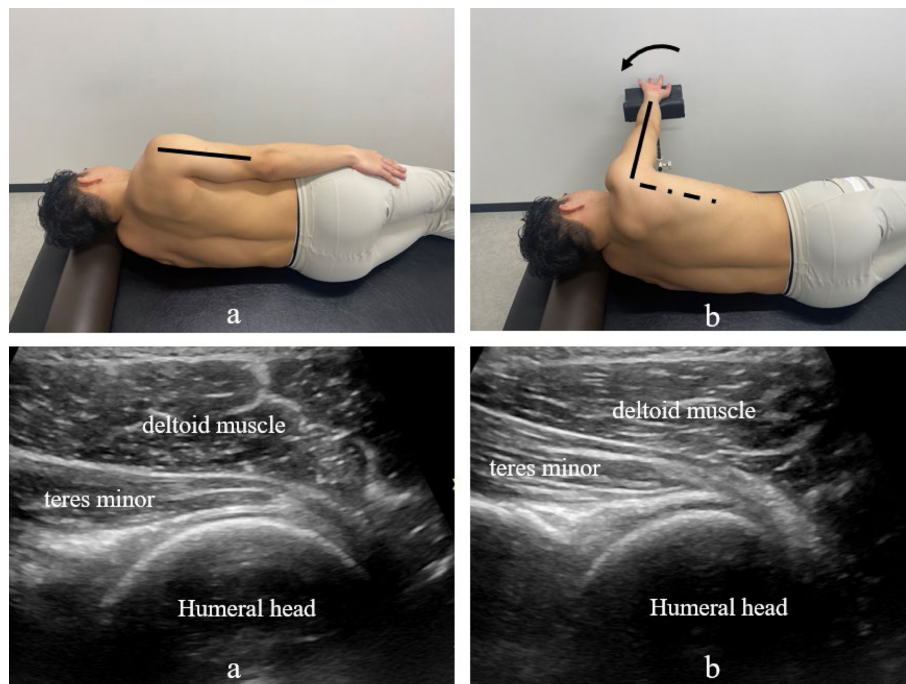 a
b
deltoid muscle
teres minor
Humeral head
a
deltoid muscle
teres minor
Humeral head
b